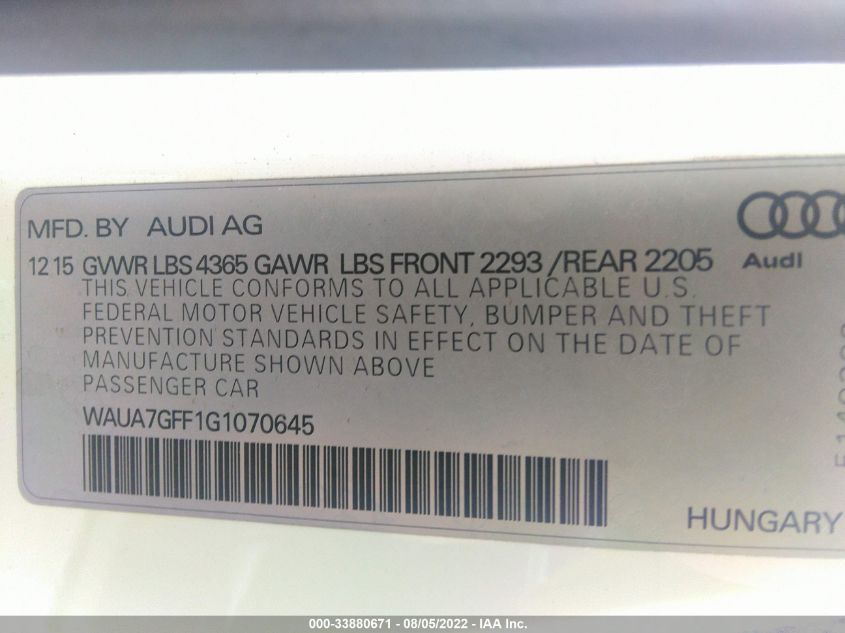 MFD. BY AUDI AG
12 15 GVWR LBS 4365 GAWR LBS FRONT 2293 /REAR 2205
Audi
THIS VEHICLE CONFORMS TO ALL APPLICABLE U.S.
FEDERAL MOTOR VEHICLE SAFETY, BUMPER AND THEFT
PREVENTION STANDARDS IN EFFECT ON THE DATE OF
MANUFACTURE SHOWN ABOVE
PASSENGER CAR
WAUA7GFF1G1070645
HUNGARY
000-33880671 - 08/05/2022 - IAA Inc.